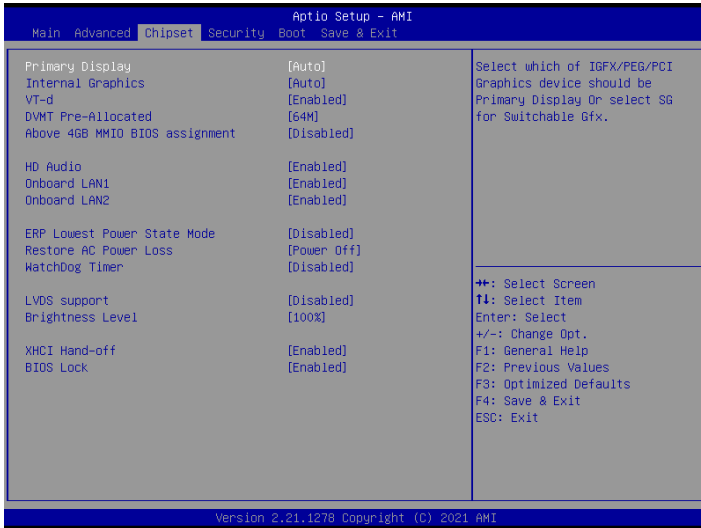 Aptio Setup - AMI
Main Advanced Chipset Security Boot Save & Exit
Primary Display [Auto]
Internal Graphics [Auto]
VT-d [Enabled]
DVMT Pre-Allocated [64M]
Above 4GB MMIO BIOS assignment [Disabled]
HD Audio [Enabled]
Onboard LAN1 [Enabled]
Onboard LAN2 [Enabled]
ERP Lowest Power State Mode [Disabled]
Restore AC Power Loss [Power Off]
WatchDog Timer [Disabled]
LVDS support [Disabled]
Brightness Level [100%]
XHCI Hand-off [Enabled]
BIOS Lock [Enabled]
Select which of IGFX/PEG/PCI
Graphics device should be
Primary Display Or select SG
for Switchable Gfx.
→←: Select Screen
↑↓: Select Item
Enter: Select
+/-: Change Opt.
F1: General Help
F2: Previous Values
F3: Optimized Defaults
F4: Save & Exit
ESC: Exit
Version 2.21.1278 Copyright (C) 2021 AMI